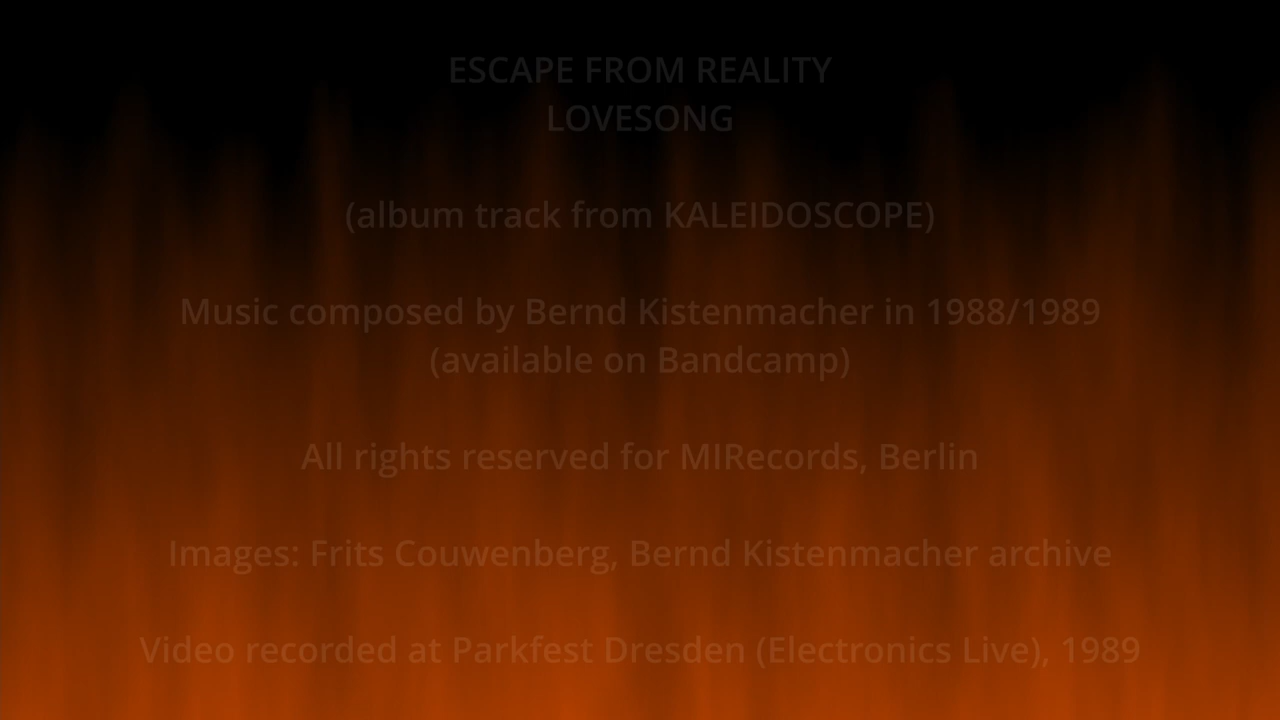 ESCAPE FROM REALITY
LOVESONG
(album track from KALEIDOSCOPE)
Music composed by Bernd Kistenmacher in 1988/1989
(available on Bandcamp)
All rights reserved for MIRecords, Berlin
Images: Frits Couwenberg, Bernd Kistenmacher archive
Video recorded at Parkfest Dresden (Electronics Live), 1989